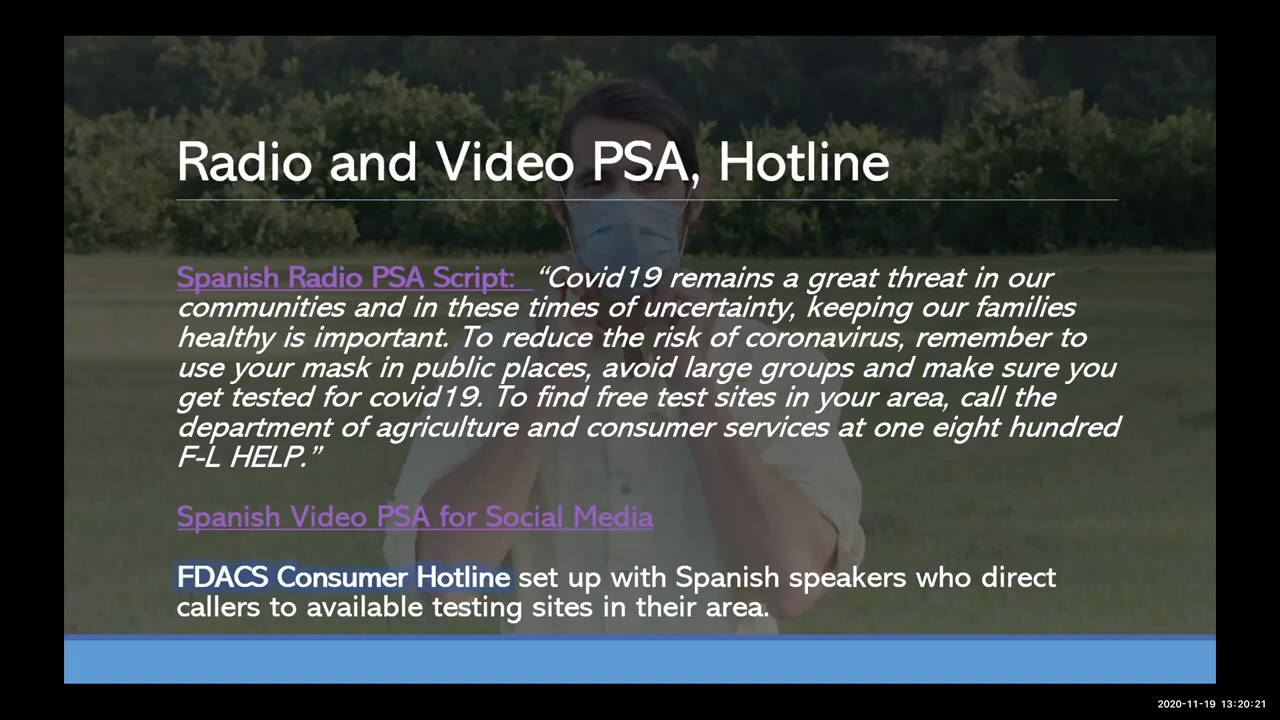 Radio and Video PSA, Hotline
Spanish Radio PSA Script: “Covid19 remains a great threat in our
communities and in these times of uncertainty, keeping our families
healthy is important. To reduce the risk of coronavirus, remember to
use your mask in public places, avoid large groups and make sure you
get tested for covid19. To find free test sites in your area, call the
department of agriculture and consumer services at one eight hundred
F-L HELP.”
Spanish Video PSA for Social Media
FDACS Consumer Hotline set up with Spanish speakers who direct
callers to available testing sites in their area.
2020-11-19 13:20:21